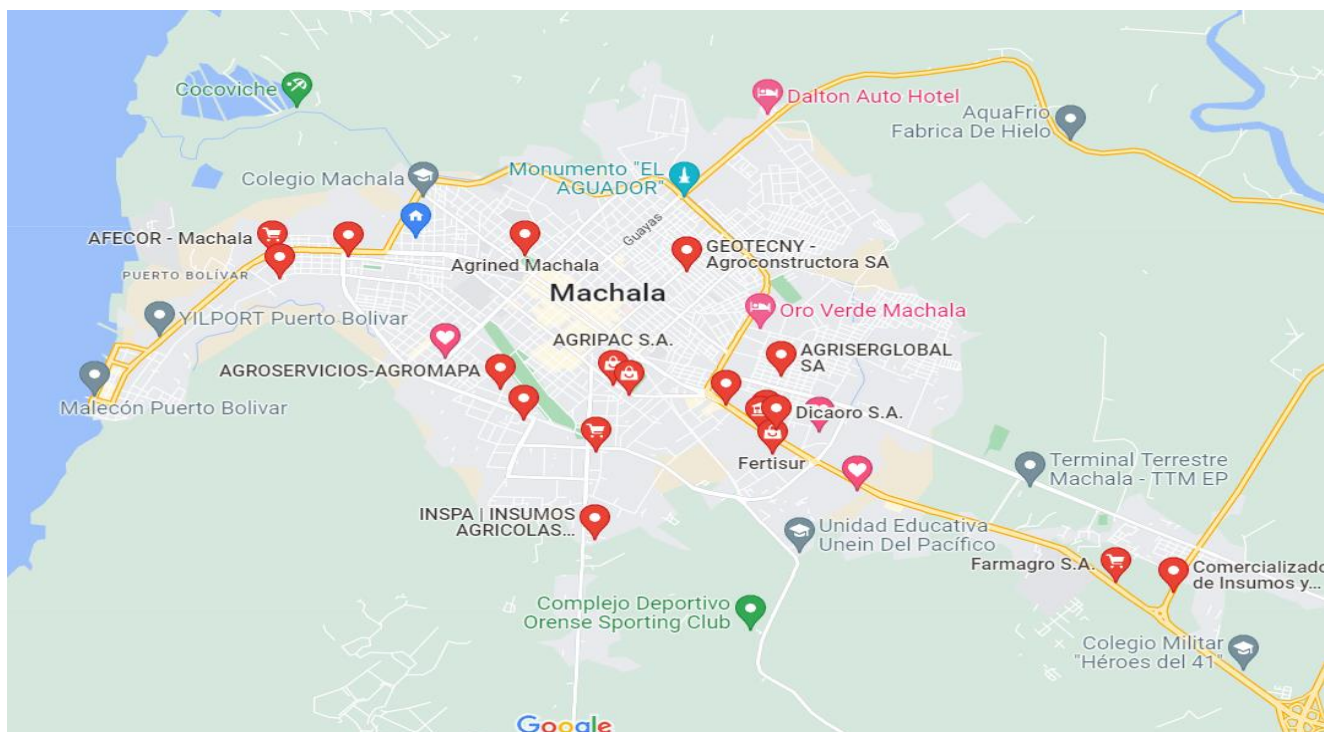 Dalton Auto Hotel
Cocoviche
AquaFrio
Fabrica De Hielo
Monumento "EL
AGUADOR"
Colegio Machala
Guayas
AFECOR - Machala
GEOTECNY -
Agroconstructora SA
Agrined Machala
PUERTO BOLÍVAR
Machala
Oro Verde Machala
YILPORT Puerto Bolivar
AGRIPAC S.A.
AGRISERGLOBAL
SA
AGROSERVICIOS-AGROMAPA
Malecón Puerto Bolivar
Dicaoro S.A.
Fertisur
Terminal Terrestre
Machala - TTM EP
INSPA | INSUMOS
AGRICOLAS...
Unidad Educativa
Unein Del Pacífico
Farmagro S.A.
Comercializado
de Insumos y...
Complejo Deportivo
Orense Sporting Club
Colegio Militar
"Héroes del 41"
Google